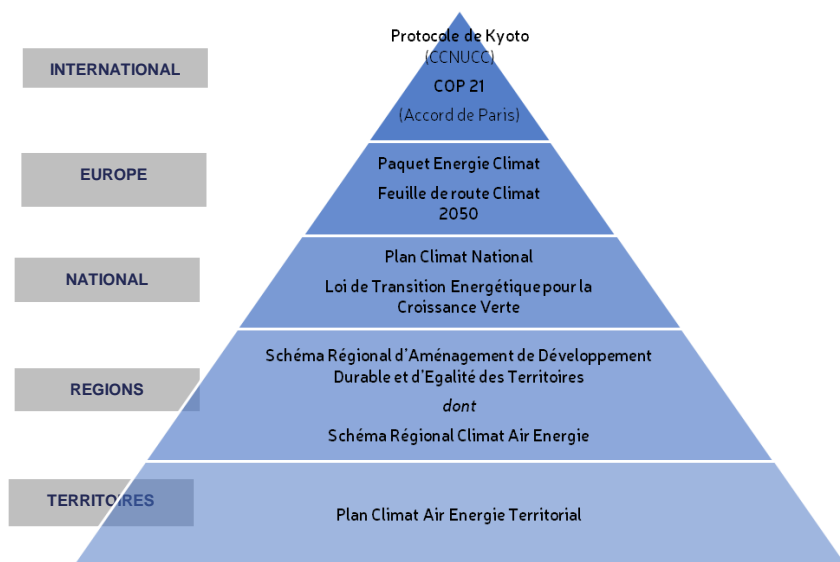 INTERNATIONAL
Protocole de Kyoto
(CCNUCC)
COP 21
(Accord de Paris)
EUROPE
Paquet Energie Climat
Feuille de route Climat
2050
NATIONAL
Plan Climat National
Loi de Transition Energétique pour la
Croissance Verte
REGIONS
Schéma Régional d'Aménagement de Développement
Durable et d'Egalité des Territoires
dont
Schéma Régional Climat Air Energie
TERRITOIRES
Plan Climat Air Energie Territorial